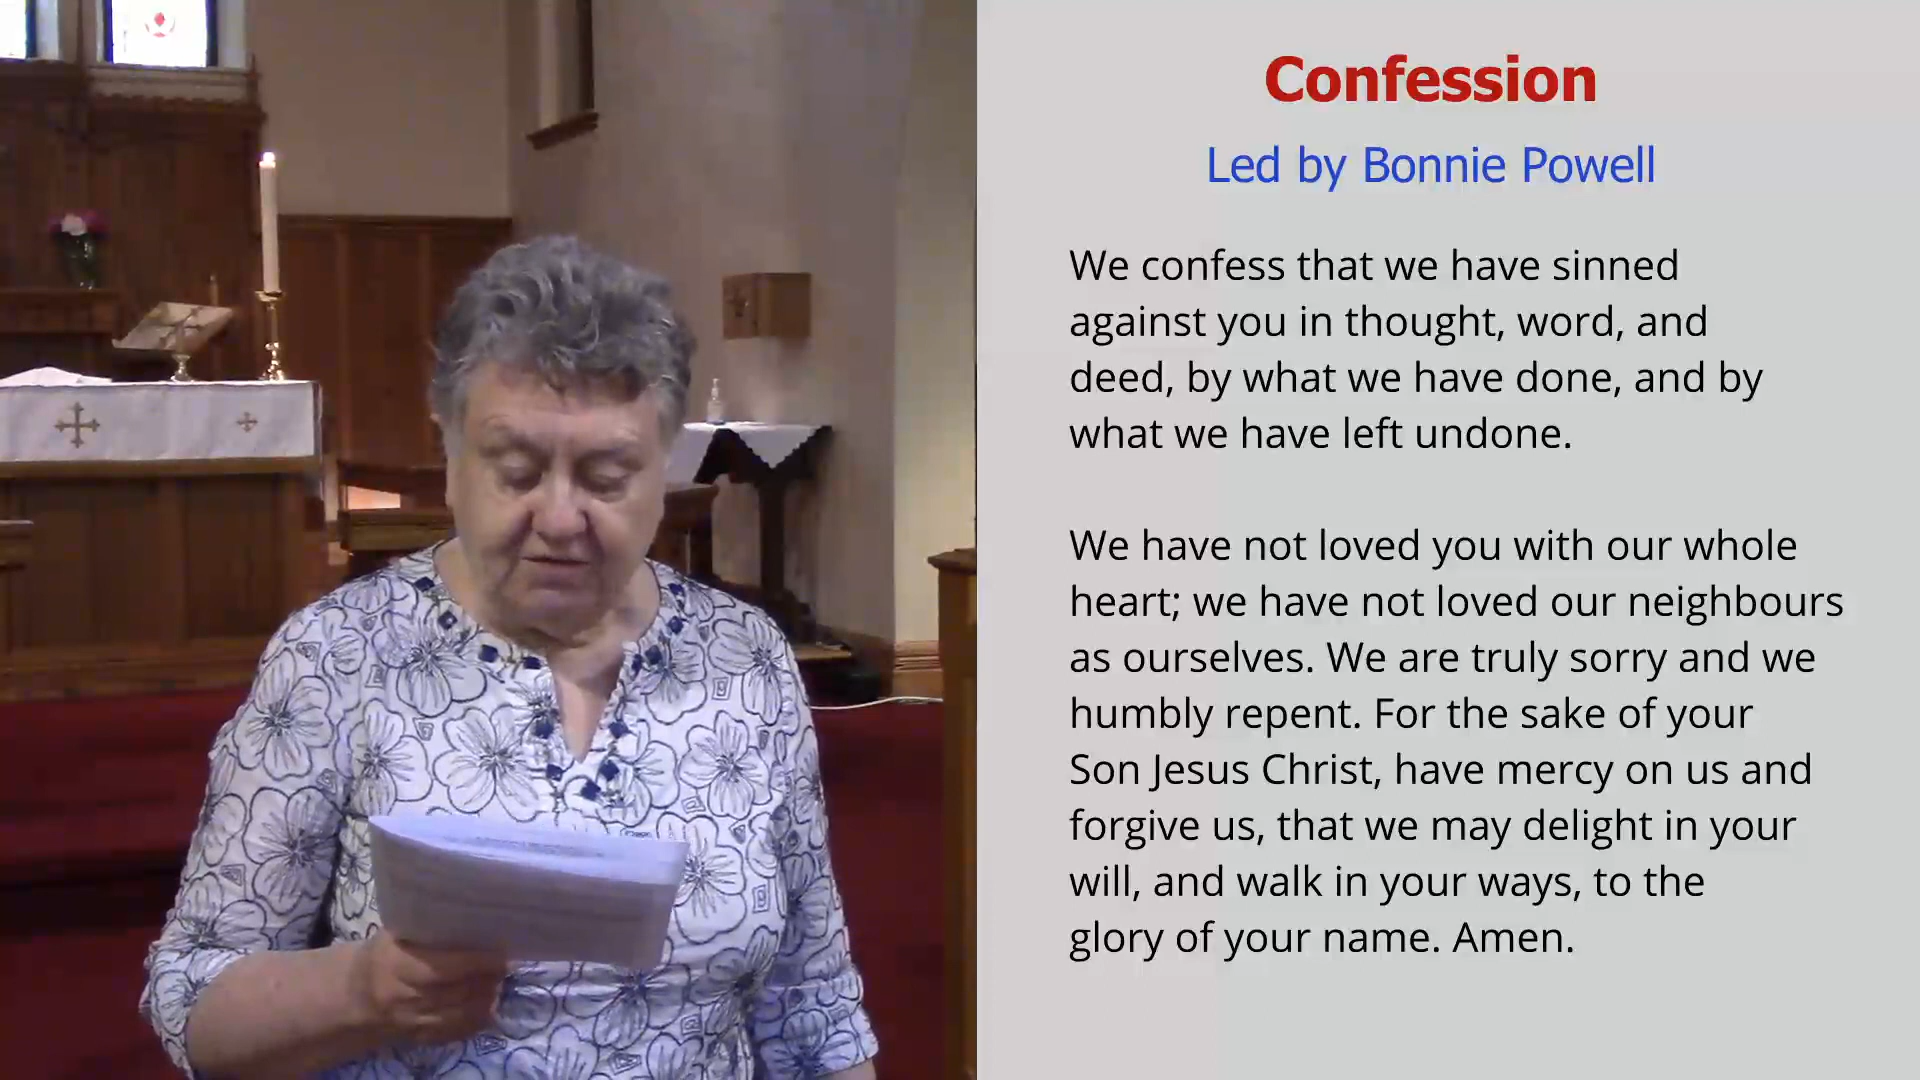 Confession
Led by Bonnie Powell
We confess that we have sinned
against you in thought, word, and
deed, by what we have done, and by
what we have left undone.
We have not loved you with our whole
heart; we have not loved our neighbours
as ourselves. We are truly sorry and we
humbly repent. For the sake of your
Son Jesus Christ, have mercy on us and
forgive us, that we may delight in your
will, and walk in your ways, to the
glory of your name. Amen.